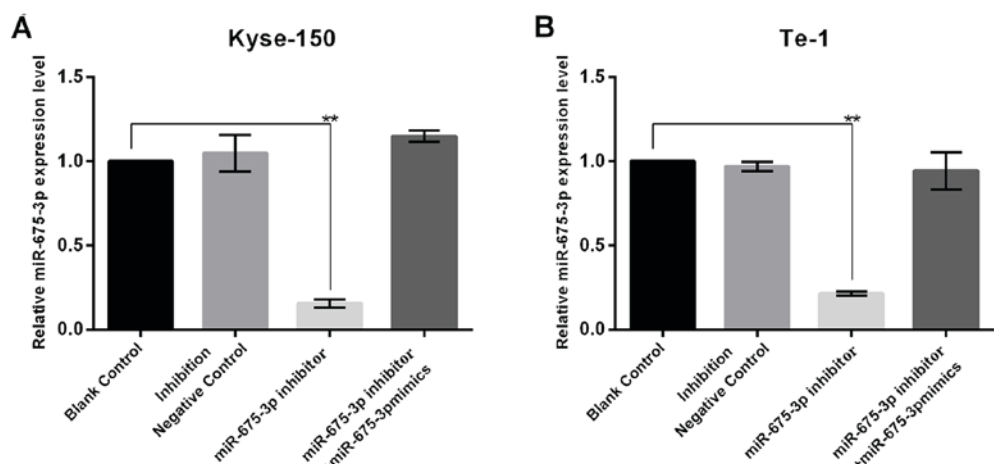 A
Kyse-150
Relative miR-675-3p expression level
1.5
1.0
0.5
0.0
**
Blank Control
Inhibition
Negative Control
miR-675-3p inhibitor
miR-675-3p inhibitor
miR-675-3pmimics
B
Te-1
Relative miR-675-3p expression level
1.5
1.0
0.5
0.0
**
Blank Control
Inhibition
Negative Control
miR-675-3p inhibitor
miR-675-3p inhibitor
+miR-675-3pmimics